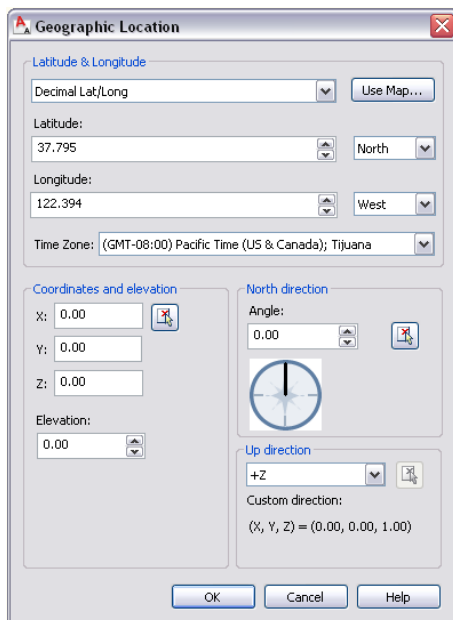 Geographic Location
Latitude & Longitude
Decimal Lat/Long
Use Map...
Latitude:
37.795
North
Longitude:
122.394
West
Time Zone: (GMT-08:00) Pacific Time (US & Canada); Tijuana
Coordinates and elevation
X: 0.00
Y: 0.00
Z: 0.00
Elevation:
0.00
North direction
Angle:
0.00
Up direction
+Z
Custom direction:
(X, Y, Z) = (0.00, 0.00, 1.00)
OK Cancel Help